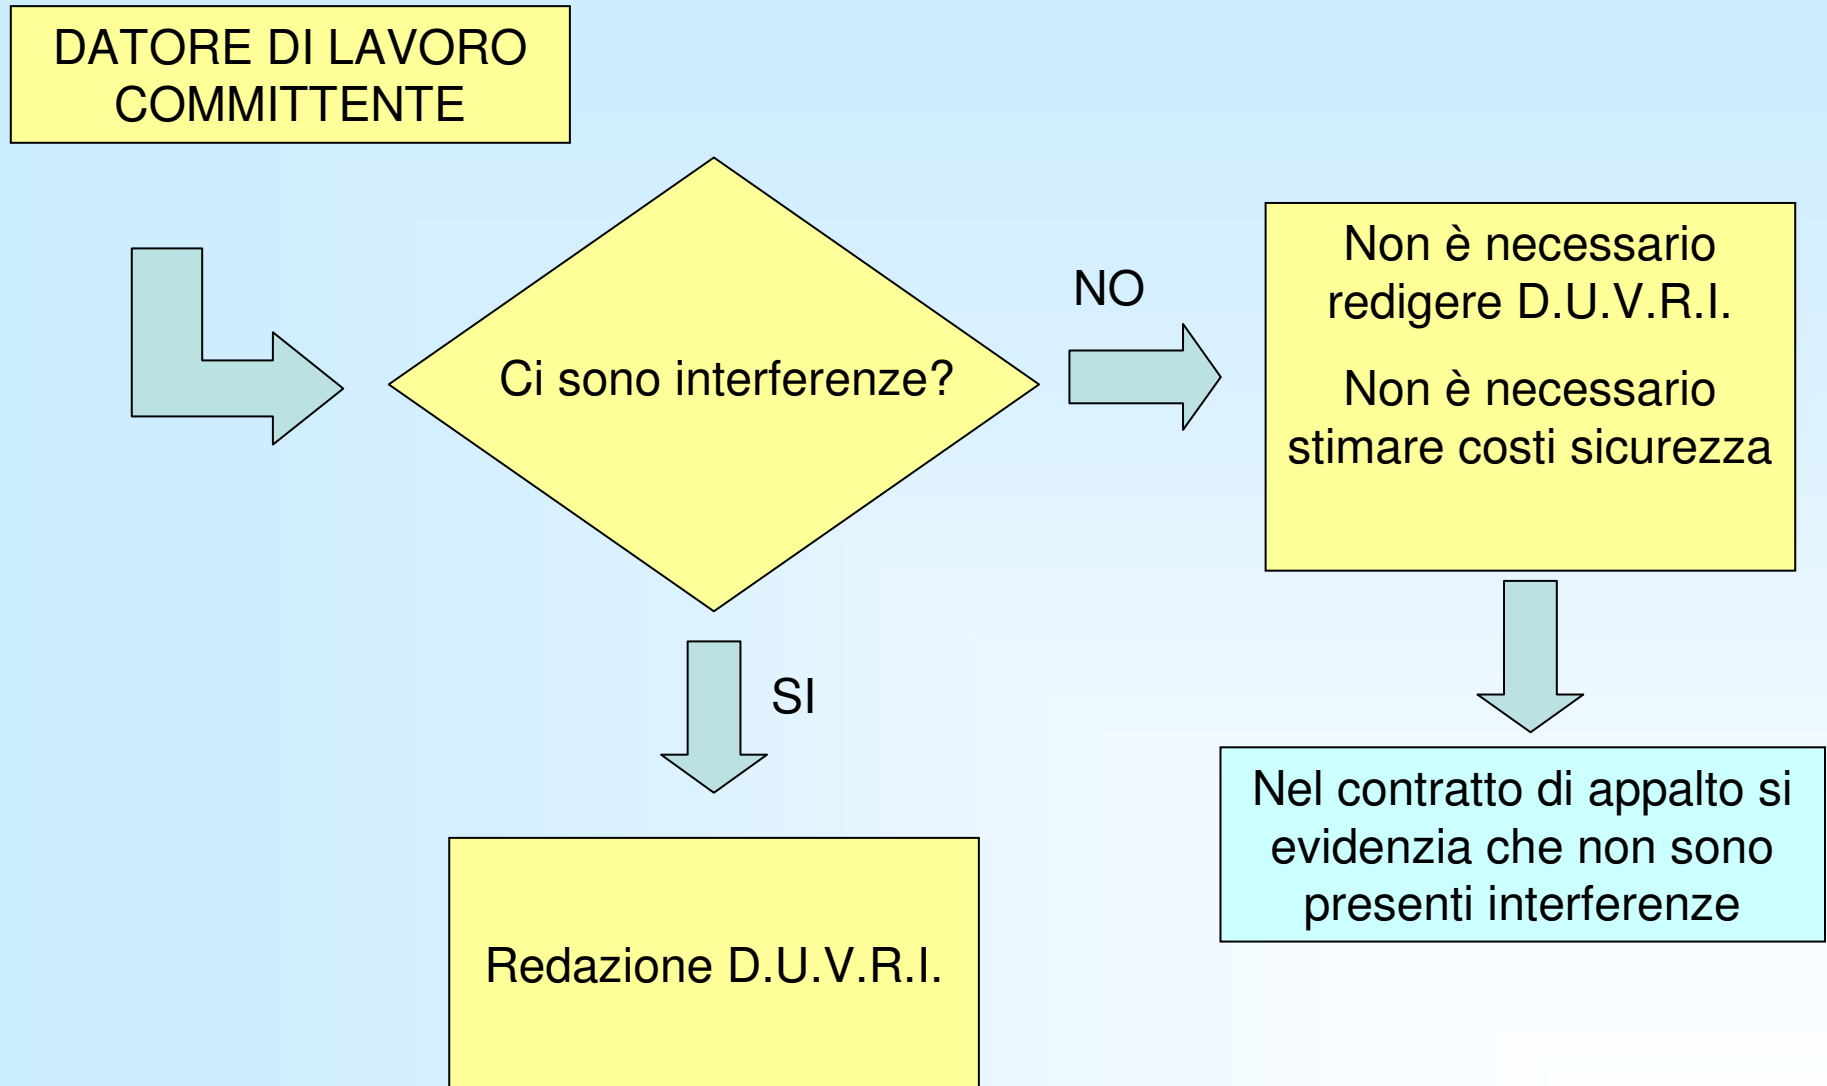 DATORE DI LAVORO
COMMITTENTE
Ci sono interferenze?
NO
Non è necessario
redigere D.U.V.R.I.
Non è necessario
stimare costi sicurezza
SI
Nel contratto di appalto si
evidenzia che non sono
presenti interferenze
Redazione D.U.V.R.I.